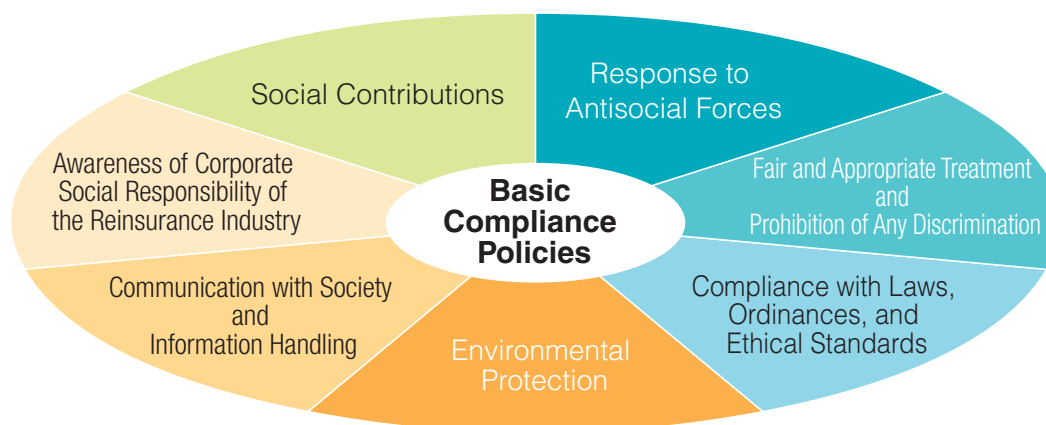 Social Contributions
Response to
Antisocial Forces
Awareness of Corporate
Social Responsibility of
the Reinsurance Industry
Basic
Compliance
Policies
Fair and Appropriate Treatment
and
Prohibition of Any Discrimination
Communication with Society
and
Information Handling
Environmental
Protection
Compliance with Laws,
Ordinances, and
Ethical Standards